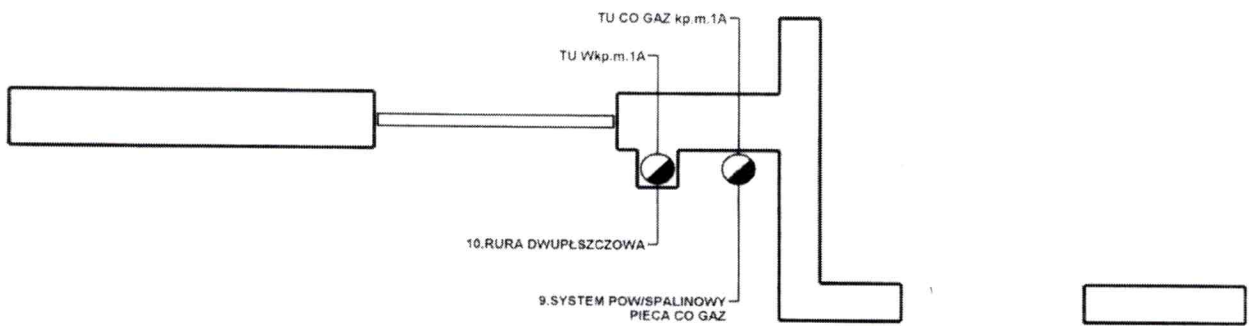 TU CO GAZ kp.m.1A
TU Wkp.m.1A
10.RURA DWUPŁSZCZOWA
9.SYSTEM POW/SPALINOWY
PIECA CO GAZ